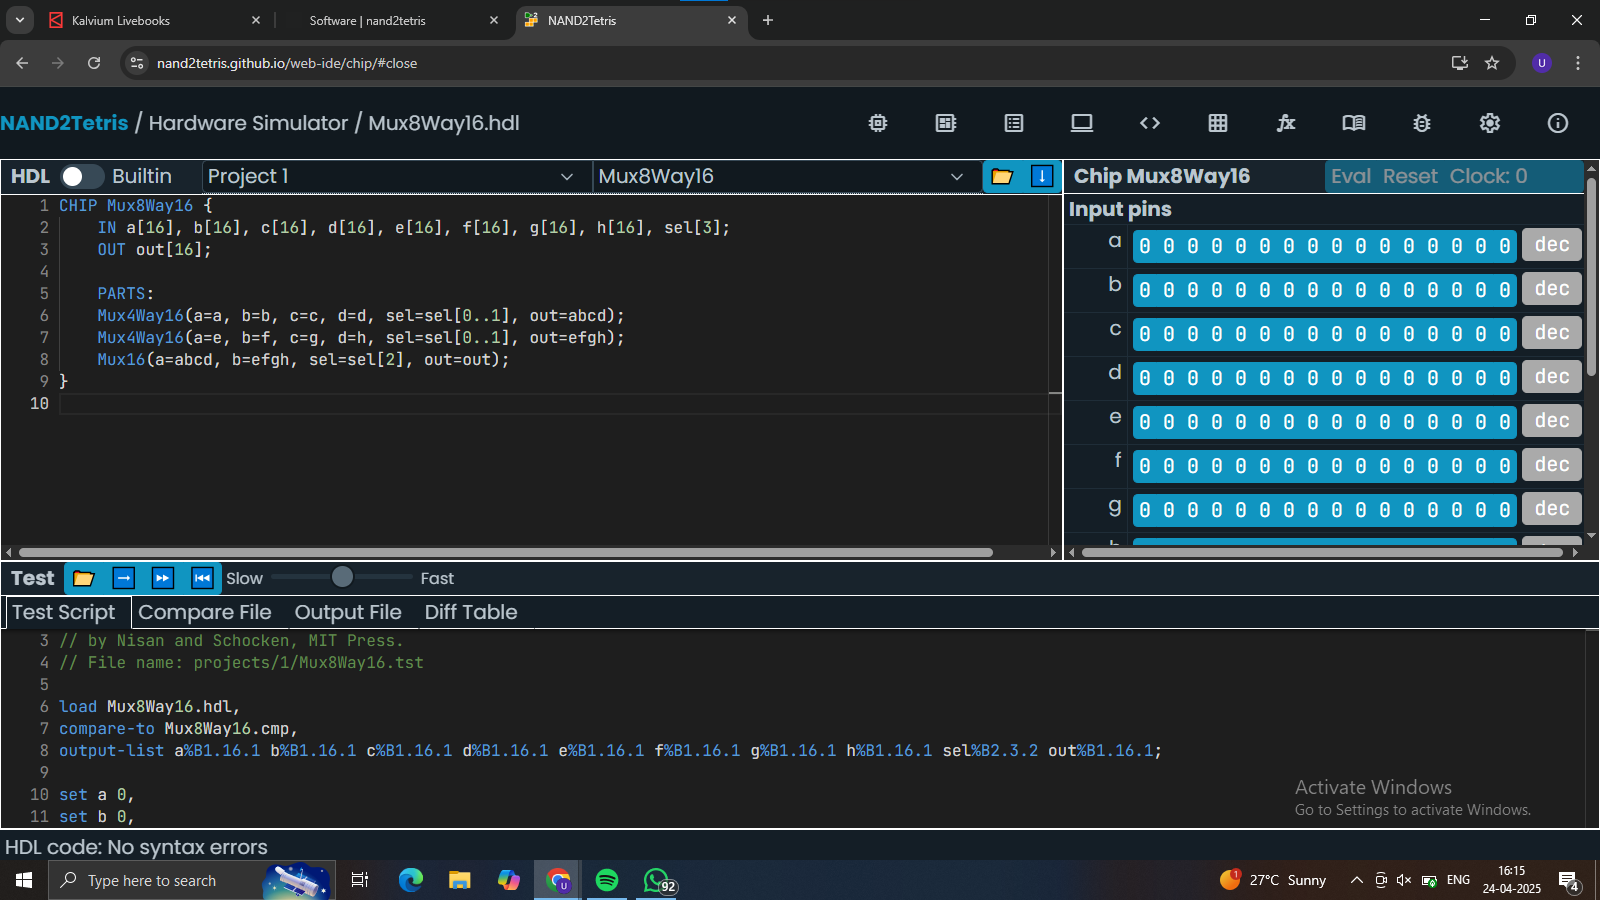 Kalvium Livebooks
Software | nand2tetris
NAND2Tetris
nand2tetris.github.io/web-ide/chip/#close
U
NAND2Tetris / Hardware Simulator / Mux8Way16.hdl
HDL Builtin Project 1 Mux8Way16
Chip Mux8Way16 Eval Reset Clock: 0
1 CHIP Mux8Way16 {
2 IN a[16], b[16], c[16], d[16], e[16], f[16], g[16], h[16], sel[3];
3 OUT out[16];
4
5 PARTS:
6 Mux4Way16(a=a, b=b, c=c, d=d, sel=sel[0..1], out=abcd);
7 Mux4Way16(a=e, b=f, c=g, d=h, sel=sel[0..1], out=efgh);
8 Mux16(a=abcd, b=efgh, sel=sel[2], out=out);
9 }
10
Input pins
a 0 0 0 0 0 0 0 0 0 0 0 0 0 0 0 0 dec
b 0 0 0 0 0 0 0 0 0 0 0 0 0 0 0 0 dec
c 0 0 0 0 0 0 0 0 0 0 0 0 0 0 0 0 dec
d 0 0 0 0 0 0 0 0 0 0 0 0 0 0 0 0 dec
e 0 0 0 0 0 0 0 0 0 0 0 0 0 0 0 0 dec
f 0 0 0 0 0 0 0 0 0 0 0 0 0 0 0 0 dec
g 0 0 0 0 0 0 0 0 0 0 0 0 0 0 0 0 dec
Test Slow Fast
Test Script Compare File Output File Diff Table
3 // by Nisan and Schocken, MIT Press.
4 // File name: projects/1/Mux8Way16.tst
5
6 load Mux8Way16.hdl,
7 compare-to Mux8Way16.cmp,
8 output-list a%B1.16.1 b%B1.16.1 c%B1.16.1 d%B1.16.1 e%B1.16.1 f%B1.16.1 g%B1.16.1 h%B1.16.1 sel%B2.3.2 out%B1.16.1;
9
10 set a 0,
11 set b 0,
Activate Windows
Go to Settings to activate Windows.
HDL code: No syntax errors
Type here to search
U
92
1
27°C Sunny
ENG
16:15
24-04-2025
4